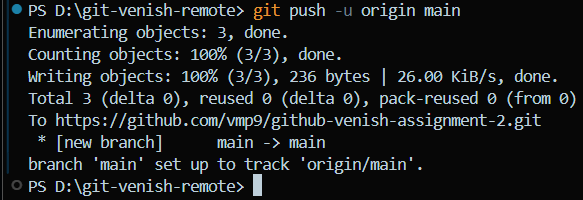 PS D:\git-venish-remote> git push -u origin main
Enumerating objects: 3, done.
Counting objects: 100% (3/3), done.
Writing objects: 100% (3/3), 236 bytes | 26.00 KiB/s, done.
Total 3 (delta 0), reused 0 (delta 0), pack-reused 0 (from 0)
To https://github.com/vmp9/github-venish-assignment-2.git
 * [new branch]      main -> main
branch 'main' set up to track 'origin/main'.
PS D:\git-venish-remote>